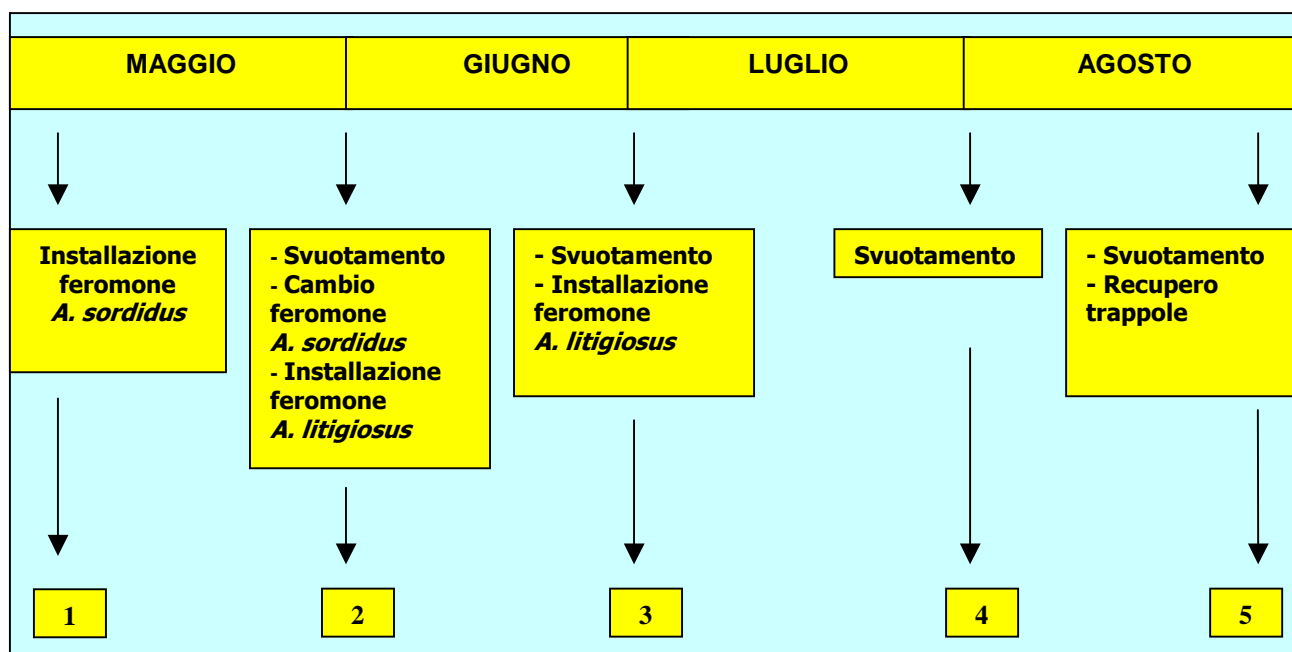 MAGGIO
GIUGNO
LUGLIO
AGOSTO
Installazione
feromone
A. sordidus
- Svuotamento
- Cambio
feromone
A. sordidus
- Installazione
feromone
A. litigiosus
- Svuotamento
- Installazione
feromone
A. litigiosus
Svuotamento
- Svuotamento
- Recupero
trappole
1
2
3
4
5